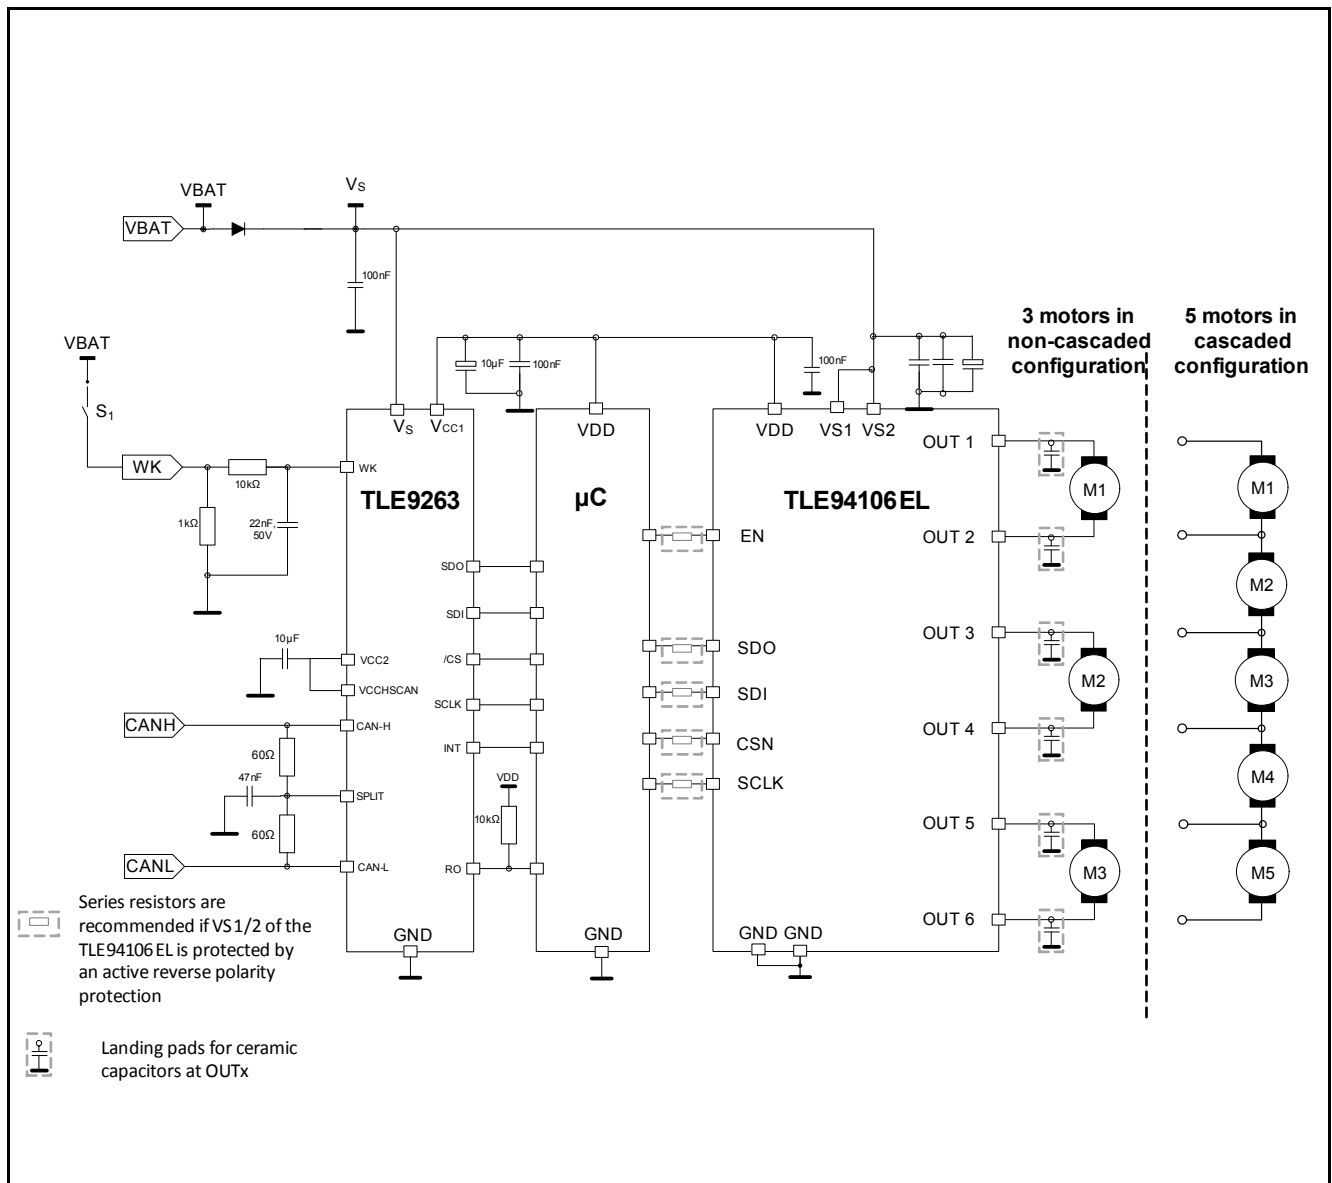 VBAT
VS
VBAT
100nF
3 motors in
non-cascaded
configuration
5 motors in
cascaded
configuration
VBAT
S1
10µF
100nF
100nF
VS
VCC1
VDD
VDD
VS1
VS2
OUT 1
WK
10kΩ
WK
TLE9263
µC
TLE94106EL
M1
M1
1kΩ
22nF,
50V
EN
OUT 2
SDO
M2
SDI
OUT 3
SDO
10µF
VCC2
/CS
VCCHSCAN
SDI
M2
M3
SCLK
CANH
CAN-H
INT
CSN
OUT 4
60Ω
47nF
SPLIT
VDD
SCLK
M4
10kΩ
60Ω
OUT 5
CANL
CAN-L
RO
M3
M5
Series resistors are
recommended if VS1/2 of the
TLE94106EL is protected by
an active reverse polarity
protection
GND
GND
GND GND
OUT 6
Landing pads for ceramic
capacitors at OUTx